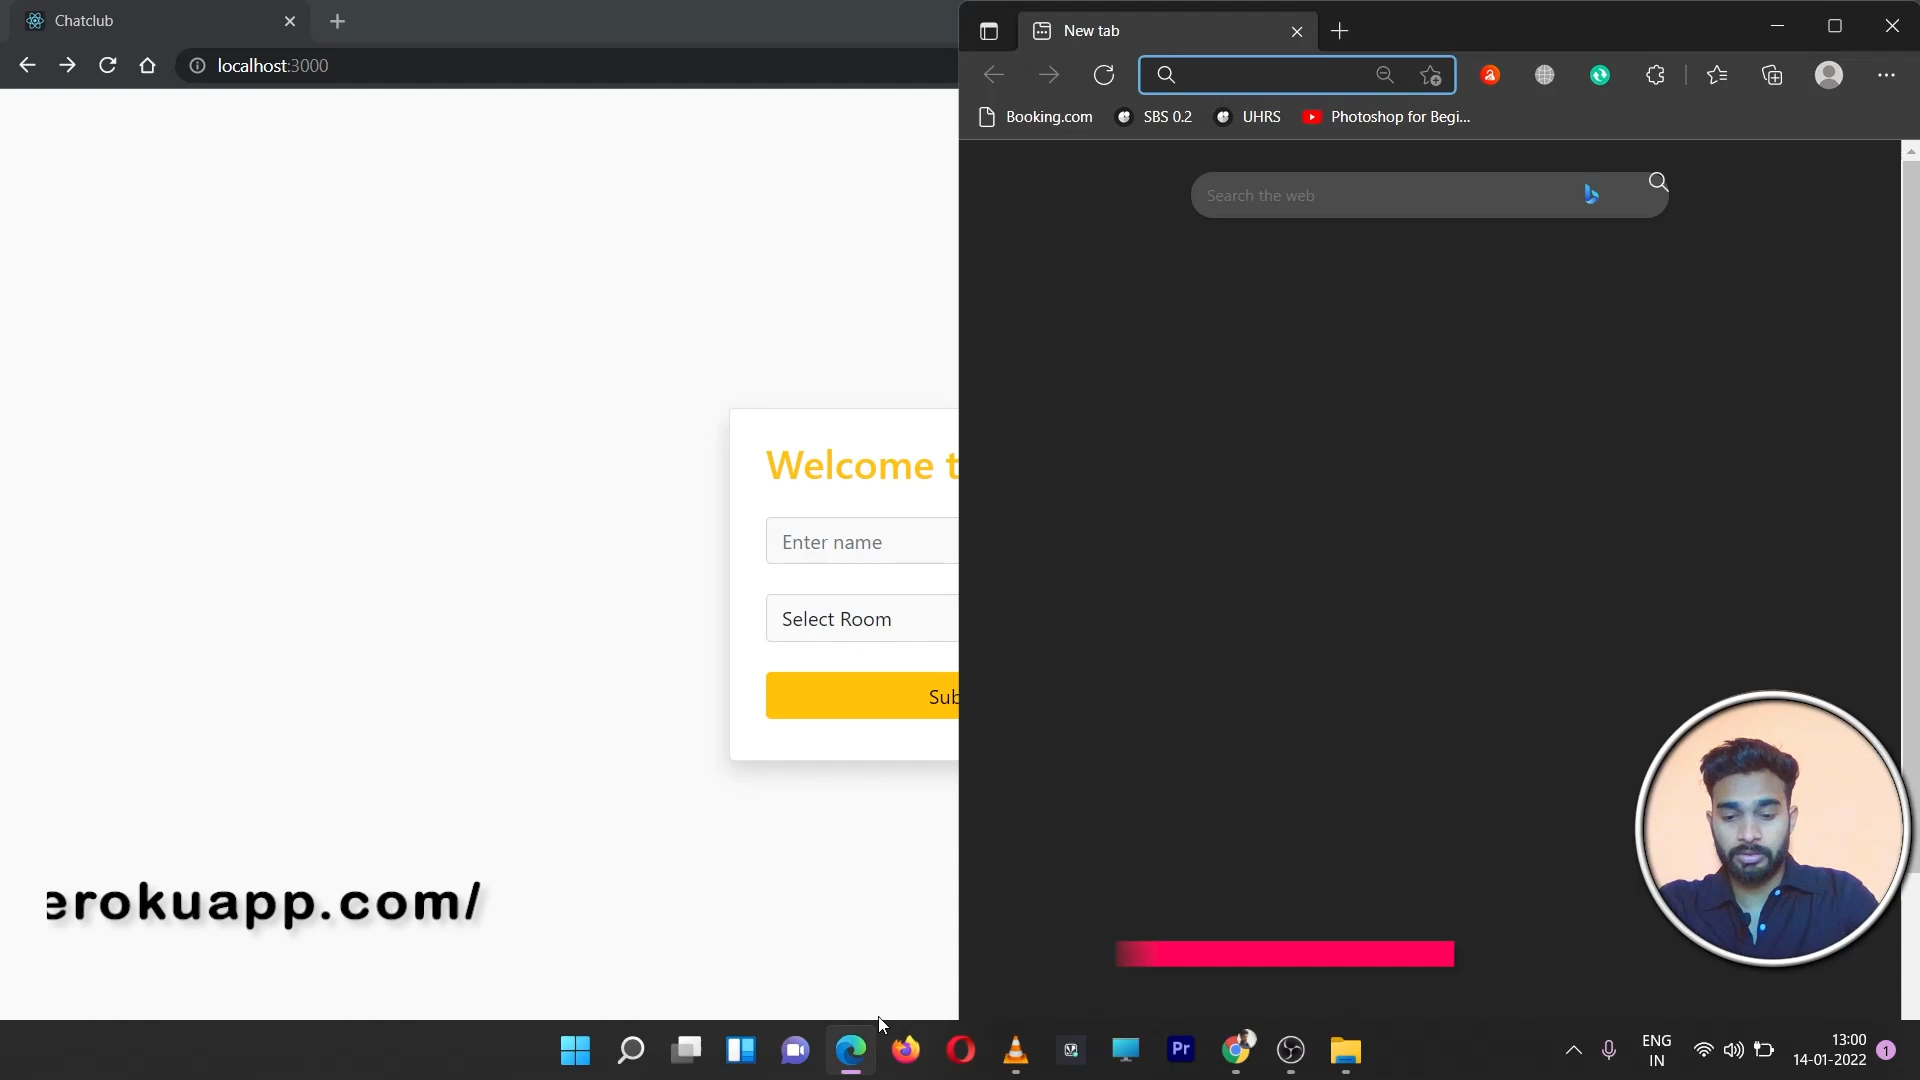 Chatclub
localhost:3000
New tab
Booking.com
SBS 0.2
UHRS
Photoshop for Begi...
Search the web
Welcome t
Enter name
Select Room
Sub
erokuapp.com/
Pr
ENG
IN
13:00
14-01-2022
1